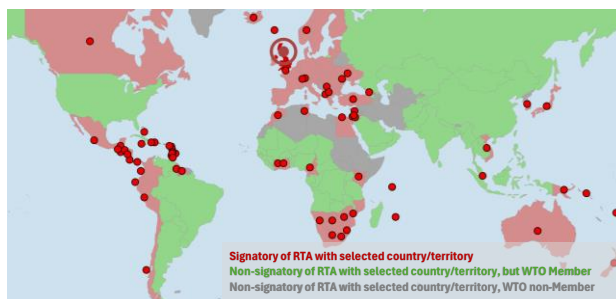 Signatory of RTA with selected country/territory
Non-signatory of RTA with selected country/territory, but WTO Member
Non-signatory of RTA with selected country/territory, WTO non-Member